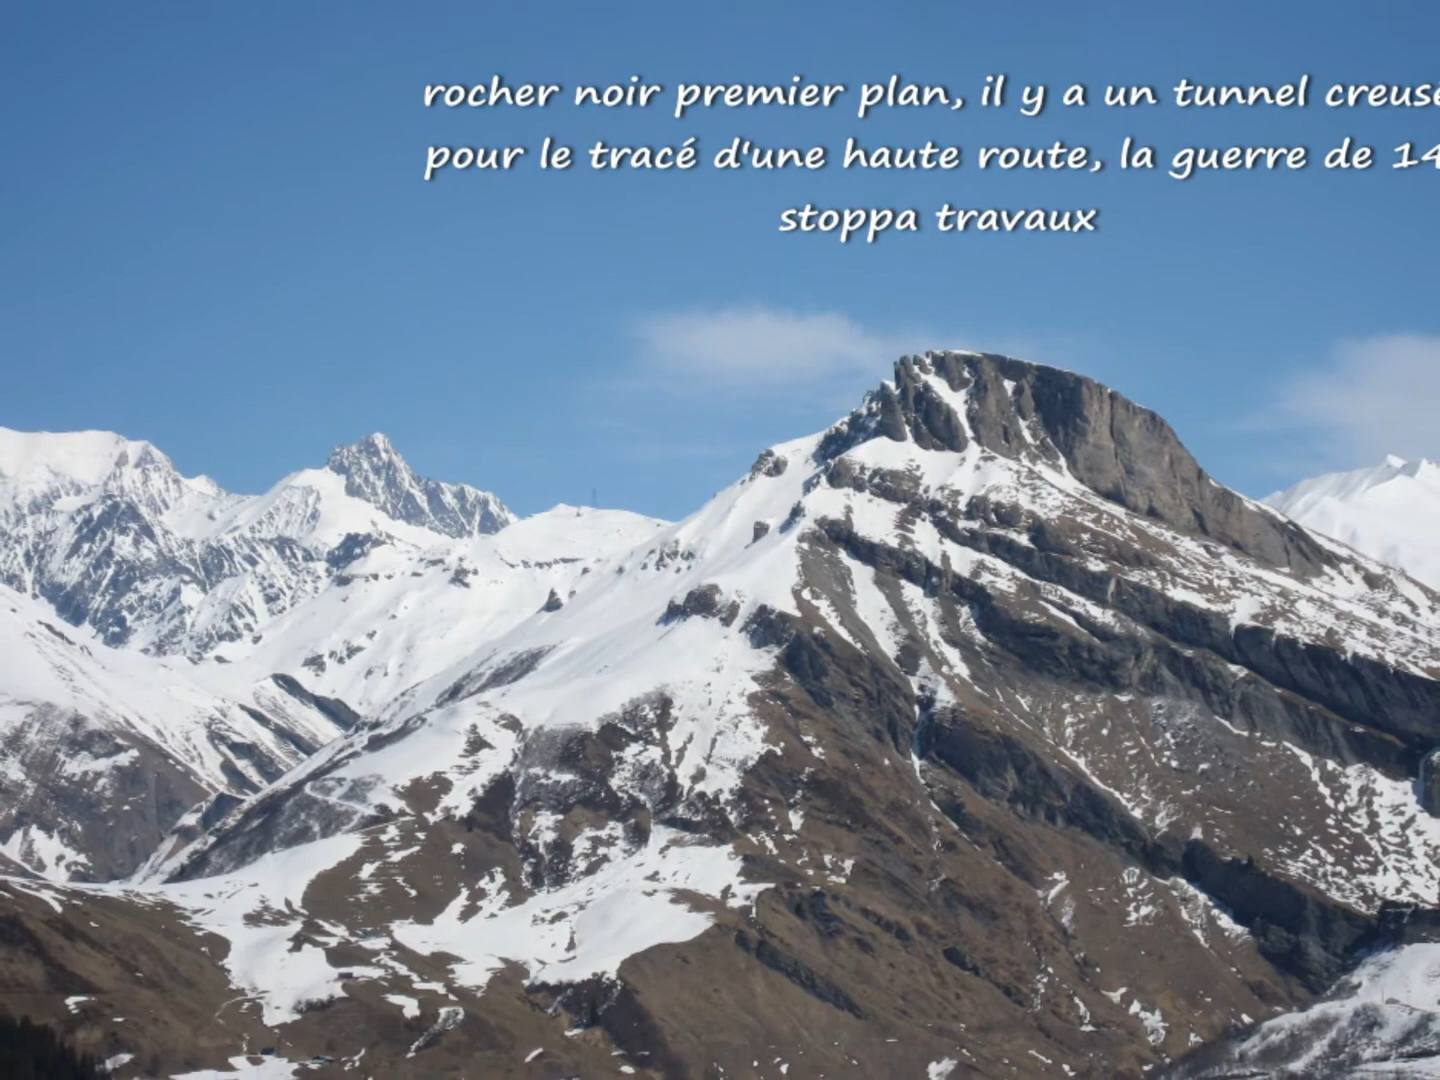 rocher noir premier plan, il y a un tunnel creusé
pour le tracé d'une haute route, la guerre de 14
stoppa travaux